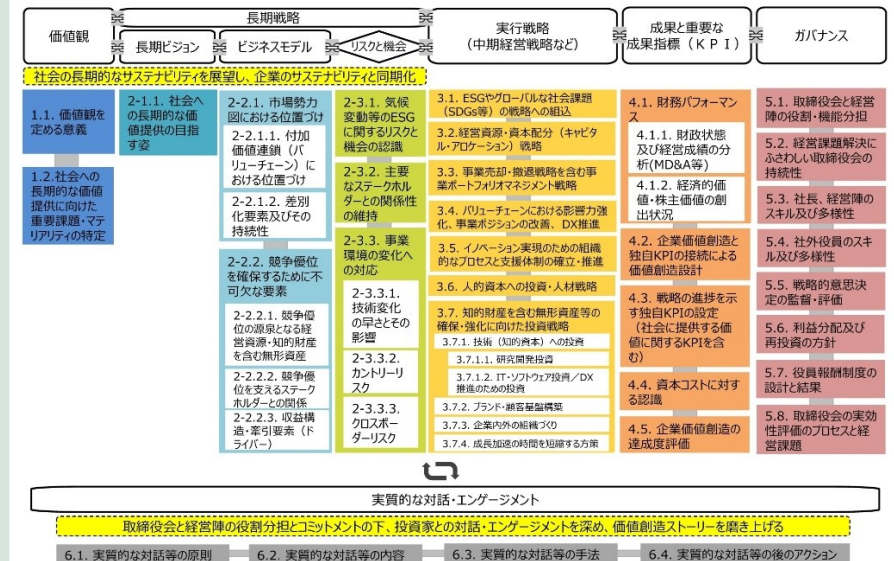 価値観
長期戦略
長期ビジョン
ビジネスモデル
リスクと機会
実行戦略
(中期経営戦略など)
成果と重要な
成果指標(KPI)
ガバナンス
社会の長期的なサステナビリティを展望し、企業のサステナビリティと同期化
1.1. 価値観を
定める意義
1.2.社会への
長期的な価値
提供に向けた
重要課題・マテ
リアリティの特定
2-1.1. 社会へ
の長期的な価
値提供の目指
す姿
2-2.1. 市場勢力
図における位置づけ
2-2.1.1. 付加
価値連鎖(バ
リューチェーン)に
おける位置づけ
2-2.1.2. 差別
化要素及びその
持続性
2-2.2. 競争優位
を確保するために不
可欠な要素
2-2.2.1. 競争優
位の源泉となる経
営資源・知的財産
を含む無形資産
2-2.2.2. 競争優
位を支えるステーク
ホルダーとの関係
2-2.2.3. 収益構
造・牽引要素(ド
ライバー)
2-3.1. 気候
変動等のESG
に関するリスクと
機会の認識
2-3.2. 主要
なステークホル
ダーとの関係性
の維持
2-3.3. 事業
環境の変化へ
の対応
2-3.3.1.
技術変化
の早さとその
影響
2-3.3.2.
カントリーリ
スク
2-3.3.3.
クロスボー
ダーリスク
3.1. ESGやグローバルな社会課題
(SDGs等)の戦略への組込
3.2.経営資源・資本配分(キャピタ
ル・アロケーション)戦略
3.3. 事業売却・撤退戦略を含む事
業ポートフォリオマネジメント戦略
3.4. バリューチェーンにおける影響力強
化、事業ポジションの改善、DX推進
3.5. イノベーション実現のための組織
的なプロセスと支援体制の確立・推進
3.6. 人的資本への投資・人材戦略
3.7. 知的財産を含む無形資産等の
確保・強化に向けた投資戦略
3.7.1. 技術(知的資本)への投資
3.7.1.1. 研究開発投資
3.7.1.2. IT・ソフトウェア投資/DX
推進のための投資
3.7.2. ブランド・顧客基盤構築
3.7.3. 企業内外の組織づくり
3.7.4. 成長加速の時間を短縮する方策
4.1. 財務パフォーマン
ス
4.1.1. 財政状態
及び経営成績の分
析(MD&A等)
4.1.2. 経済的価
値・株主価値の創
出状況
4.2. 企業価値創造と
独自KPIの接続による
価値創造設計
4.3. 戦略の進捗を示
す独自KPIの設定
(社会に提供する価
値に関するKPIを含
む)
4.4. 資本コストに対す
る認識
4.5. 企業価値創造の
達成度評価
5.1. 取締役会と経営
陣の役割・機能分担
5.2. 経営課題解決に
ふさわしい取締役会の
持続性
5.3. 社長、経営陣の
スキル及び多様性
5.4. 社外役員のスキ
ル及び多様性
5.5. 戦略的意思決
定の監督・評価
5.6. 利益分配及び
再投資の方針
5.7. 役員報酬制度の
設計と結果
5.8. 取締役会の実効
性評価のプロセスと経
営課題
実質的な対話・エンゲージメント
取締役会と経営陣の役割分担とコミットメントの下、投資家との対話・エンゲージメントを深め、価値創造ストーリーを磨き上げる
6.1. 実質的な対話等の原則
6.2. 実質的な対話等の内容
6.3. 実質的な対話等の手法
6.4. 実質的な対話等の後のアクション